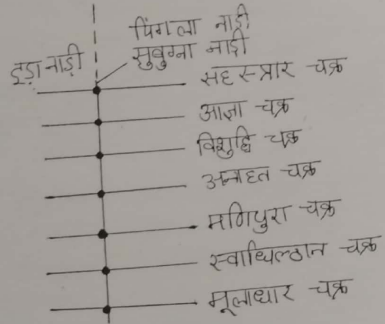 पिंगला नाड़ी
इड़ा नाड़ी
सुषुम्ना नाड़ी
सहस्त्रार चक्र
आज्ञा चक्र
विशुद्धि चक्र
अनाहत चक्र
मणिपुरा चक्र
स्वाधिल्ठान चक्र
मूलाधार चक्र